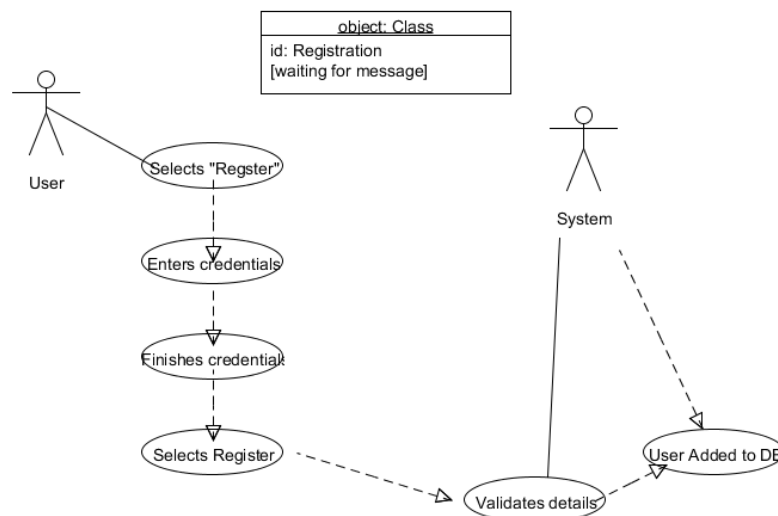 object: Class
id: Registration
[waiting for message]
User
Selects "Regster"
System
Enters credentials
Finishes credentials
Selects Register
User Added to DB
Validates details